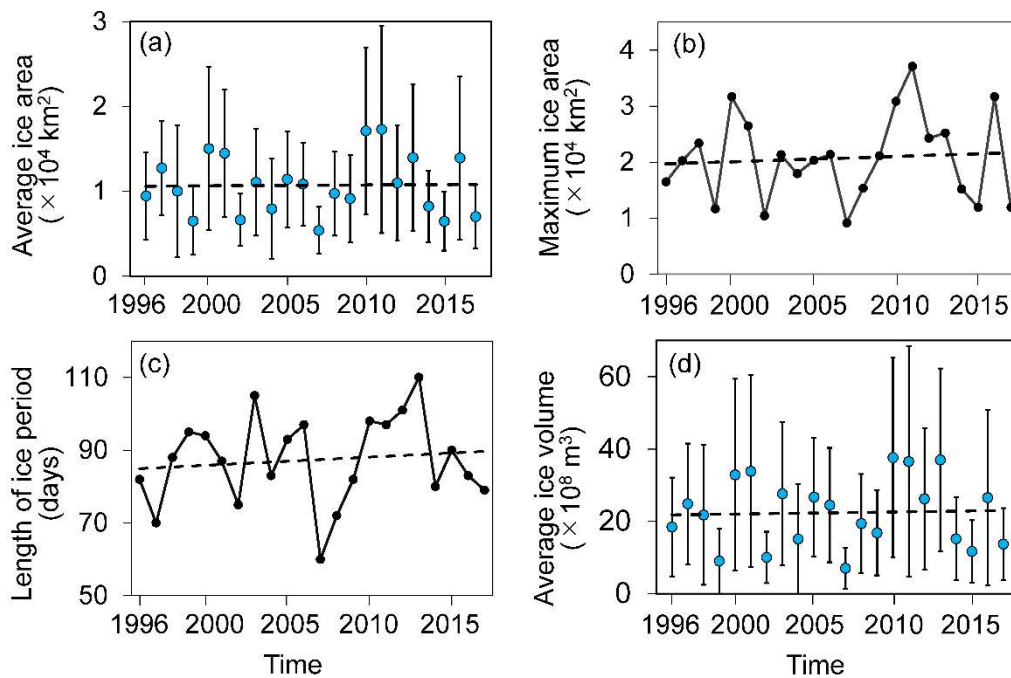 (a)
Average ice area
(×10⁴ km²)
3
2
1
0
1996 2000 2005 2010 2015
(b)
Maximum ice area
(×10⁴ km²)
4
3
2
1
0
1996 2000 2005 2010 2015
(c)
Length of ice period
(days)
110
90
70
50
1996 2000 2005 2010 2015
Time
(d)
Average ice volume
(×10⁸ m³)
60
40
20
0
1996 2000 2005 2010 2015
Time